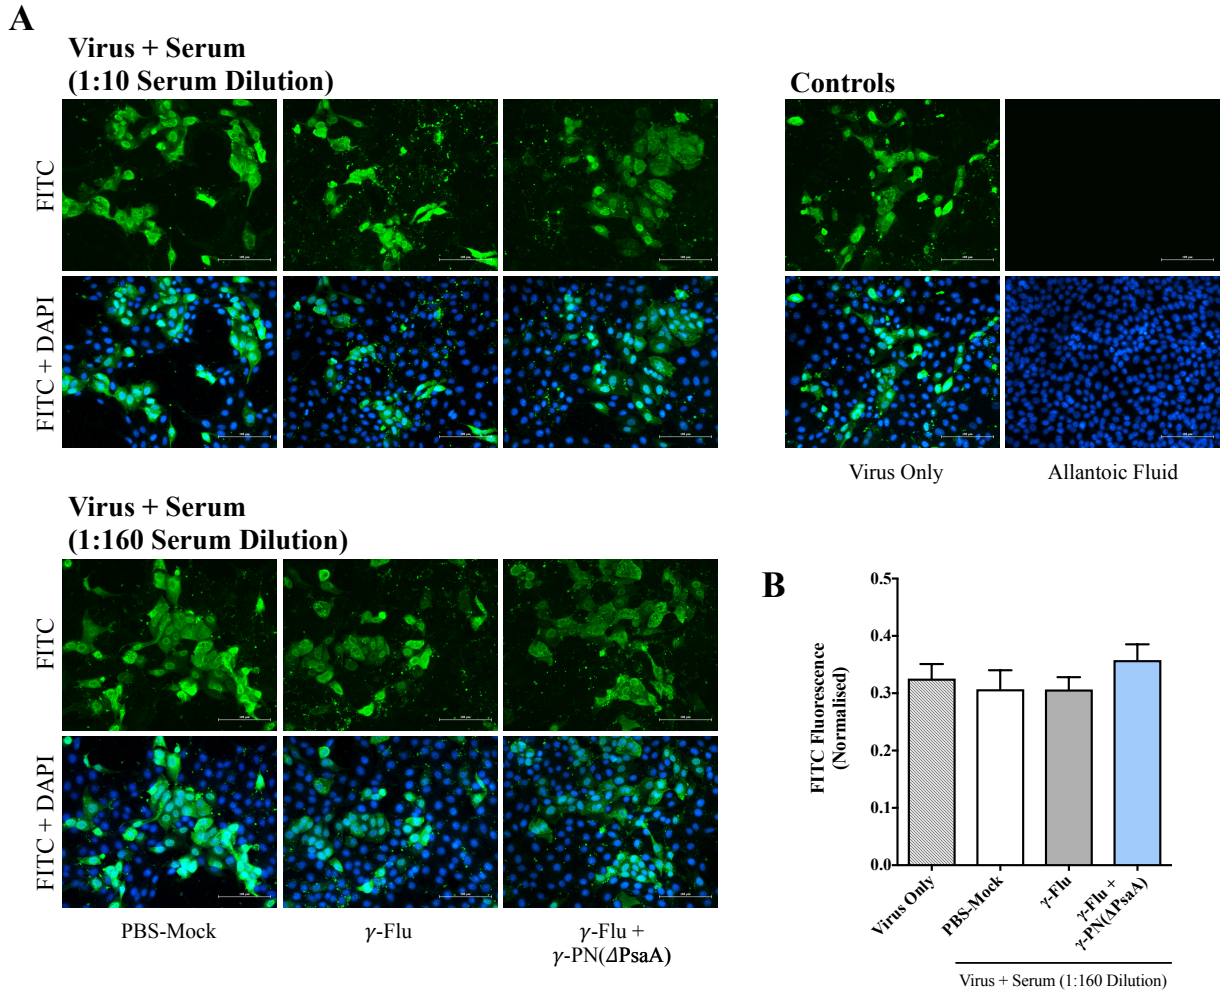 A
Virus + Serum
(1:10 Serum Dilution)
Controls
FITC
FITC + DAPI
Virus Only
Allantoic Fluid
Virus + Serum
(1:160 Serum Dilution)
FITC
FITC + DAPI
PBS-Mock
γ-Flu
γ-Flu +
γ-PN(ΔPsaA)
B
FITC Fluorescence
(Normalised)
0.5
0.4
0.3
0.2
0.1
0.0
Virus Only
PBS-Mock
γ-Flu
γ-Flu +
γ-PN(ΔPsaA)
Virus + Serum (1:160 Dilution)